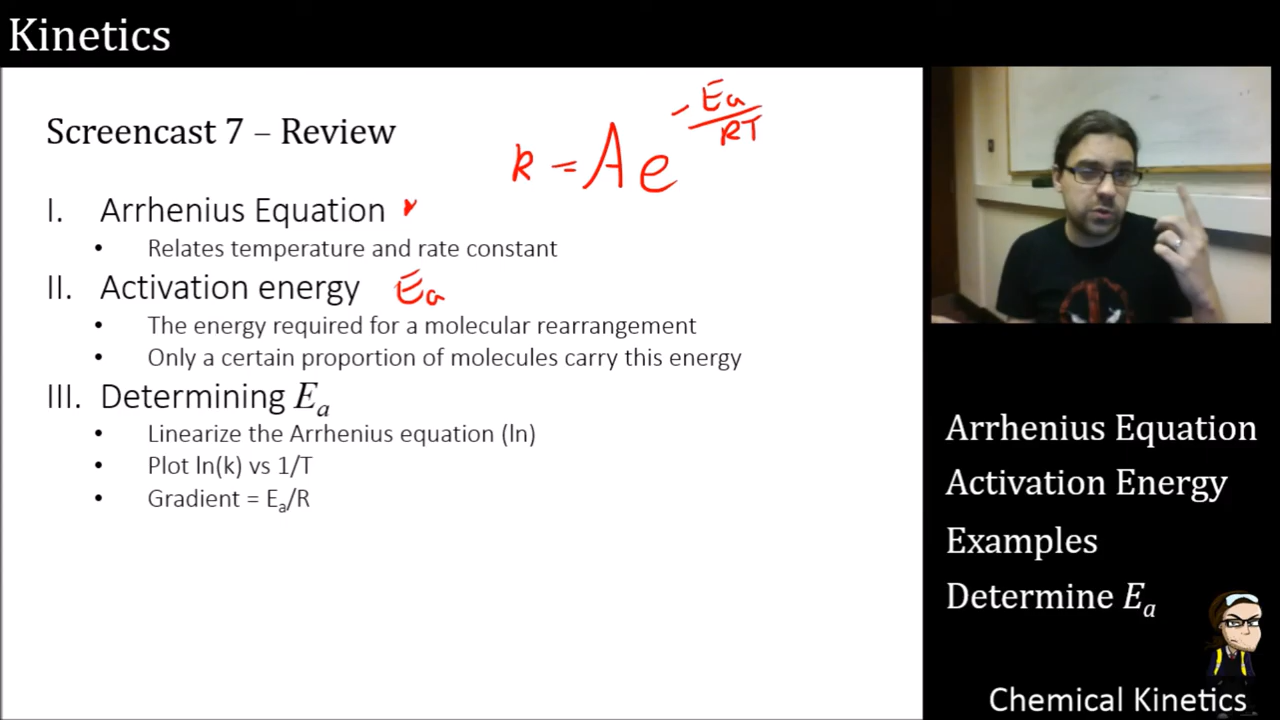 Kinetics
Screencast 7 – Review
k = Ae^-Ea/RT
I. Arrhenius Equation
• Relates temperature and rate constant
II. Activation energy Ea
• The energy required for a molecular rearrangement
• Only a certain proportion of molecules carry this energy
III. Determining Ea
• Linearize the Arrhenius equation (ln)
• Plot ln(k) vs 1/T
• Gradient = Ea/R
Arrhenius Equation
Activation Energy
Examples
Determine Ea
Chemical Kinetics